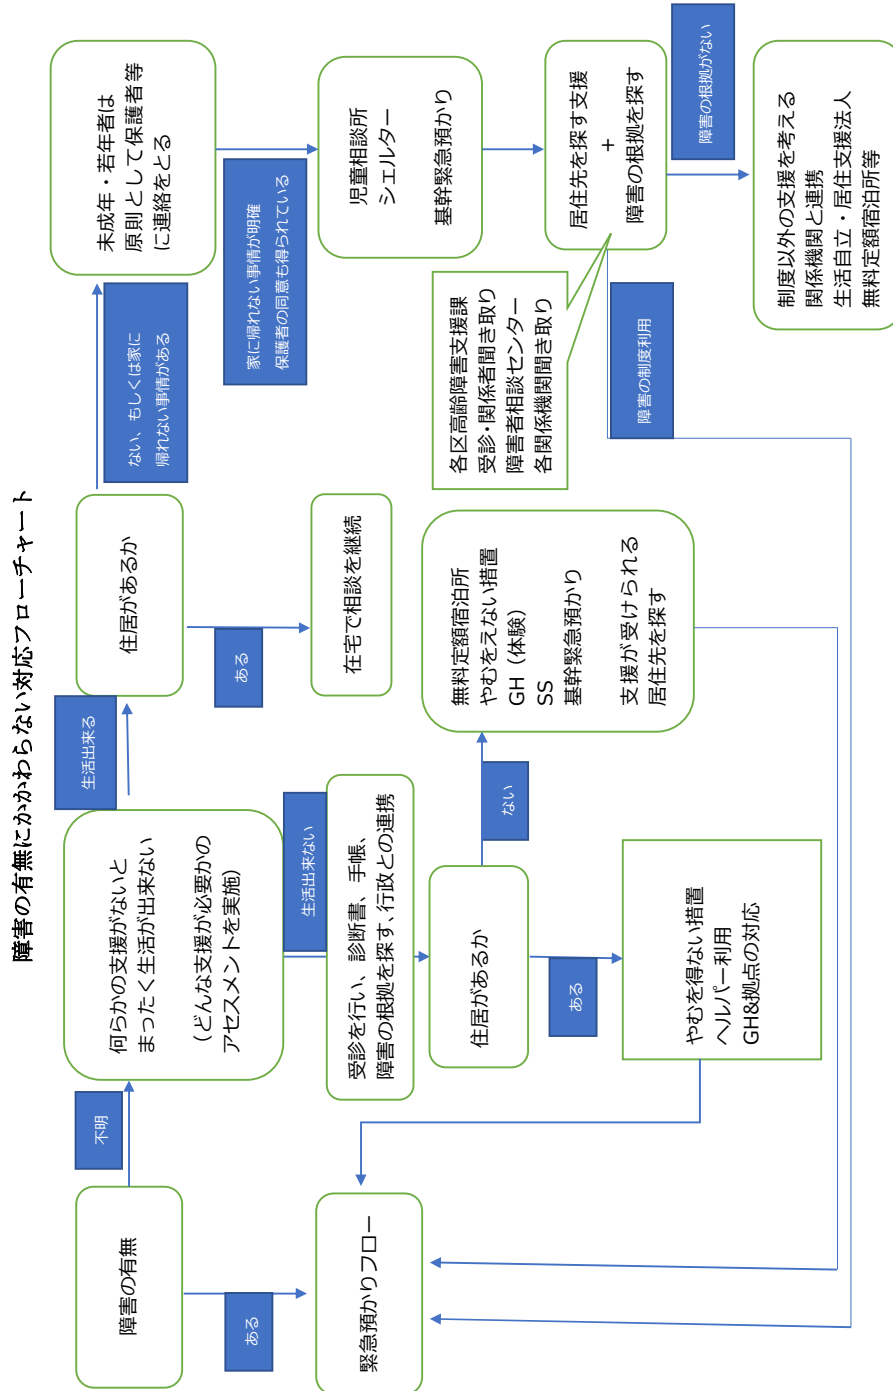 障害の有無にかかわらない対応フローチャート
障害の有無
不明
ある
緊急預かりフロー
何らかの支援がないと
まったく生活が出来ない
（どんな支援が必要かの
アセスメントを実施）
生活出来る
生活出来ない
受診を行い、診断書、手帳、
障害の根拠を探す、行政との連携
住居があるか
ある
ない
やむを得ない措置
ヘルパー利用
GH&拠点の対応
無料定額宿泊所
やむをえない措置
GH（体験）
SS
基幹緊急預かり
支援が受けられる
居住先を探す
住居があるか
ある
在宅で相談を継続
ない、もしくは家に
帰れない事情がある
未成年・若年者は
原則として保護者等
に連絡をとる
家に帰れない事情が明確
保護者の同意も得られている
児童相談所
シェルター
基幹緊急預かり
居住先を探す支援
+
障害の根拠を探す
各区高齢障害支援課
受診・関係者聞き取り
障害者相談センター
各関係機関聞き取り
障害の制度利用
障害の根拠がない
制度以外の支援を考える
関係機関と連携
生活自立・居住支援法人
無料定額宿泊所等